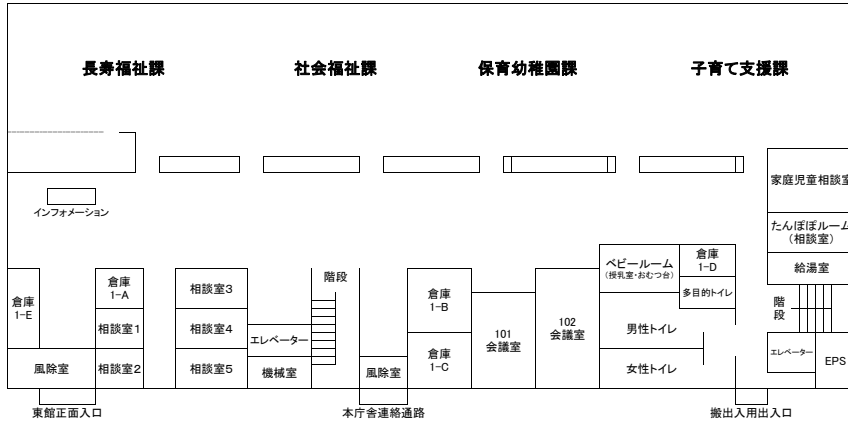 長寿福祉課
社会福祉課
保育幼稚園課
子育て支援課
インフォメーション
家庭児童相談室
たんぽぽルーム
(相談室)
給湯室
倉庫
1-E
倉庫
1-A
相談室1
相談室2
風除室
相談室3
相談室4
相談室5
階段
エレベーター
機械室
風除室
倉庫
1-B
倉庫
1-C
101
会議室
102
会議室
ベビールーム
(授乳室・おむつ台)
倉庫
1-D
多目的トイレ
男性トイレ
女性トイレ
階
段
エレベーター
EPS
東館正面入口
本庁舎連絡通路
搬出入用出入口